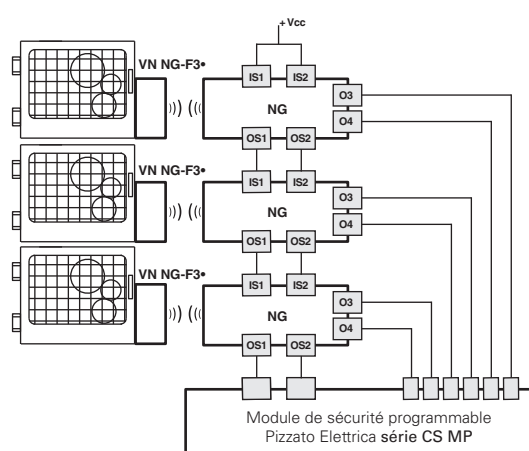 + Vcc
VN NG-F3•
IS1 IS2
NG
O3
O4
OS1 OS2
VN NG-F3•
IS1 IS2
NG
O3
O4
OS1 OS2
VN NG-F3•
IS1 IS2
NG
O3
O4
OS1 OS2
Module de sécurité programmable
Pizzato Elettrica série CS MP